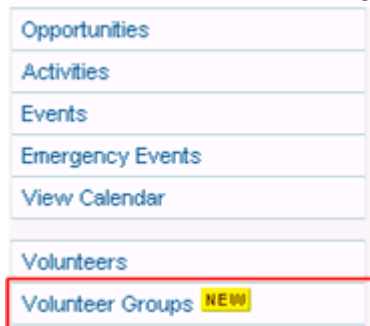 Opportunities
Activities
Events
Emergency Events
View Calendar
Volunteers
Volunteer Groups NEW